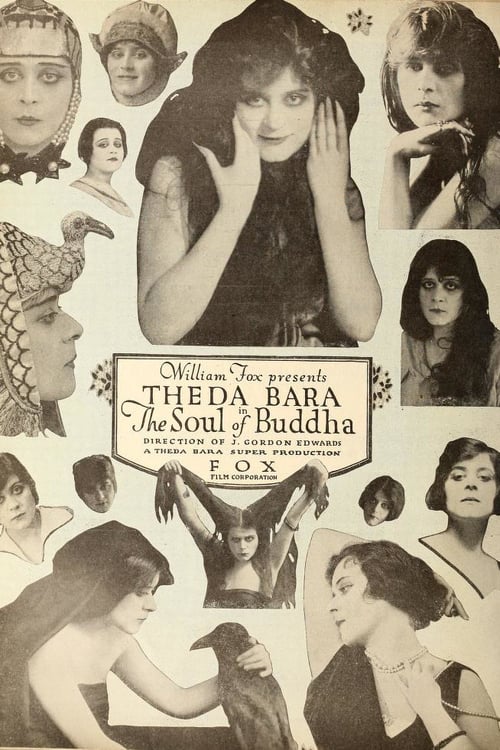 William Fox presents
THEDA BARA
in
The Soul of Buddha
DIRECTION OF J. GORDON EDWARDS
A THEDA BARA SUPER PRODUCTION
FOX
FILM CORPORATION